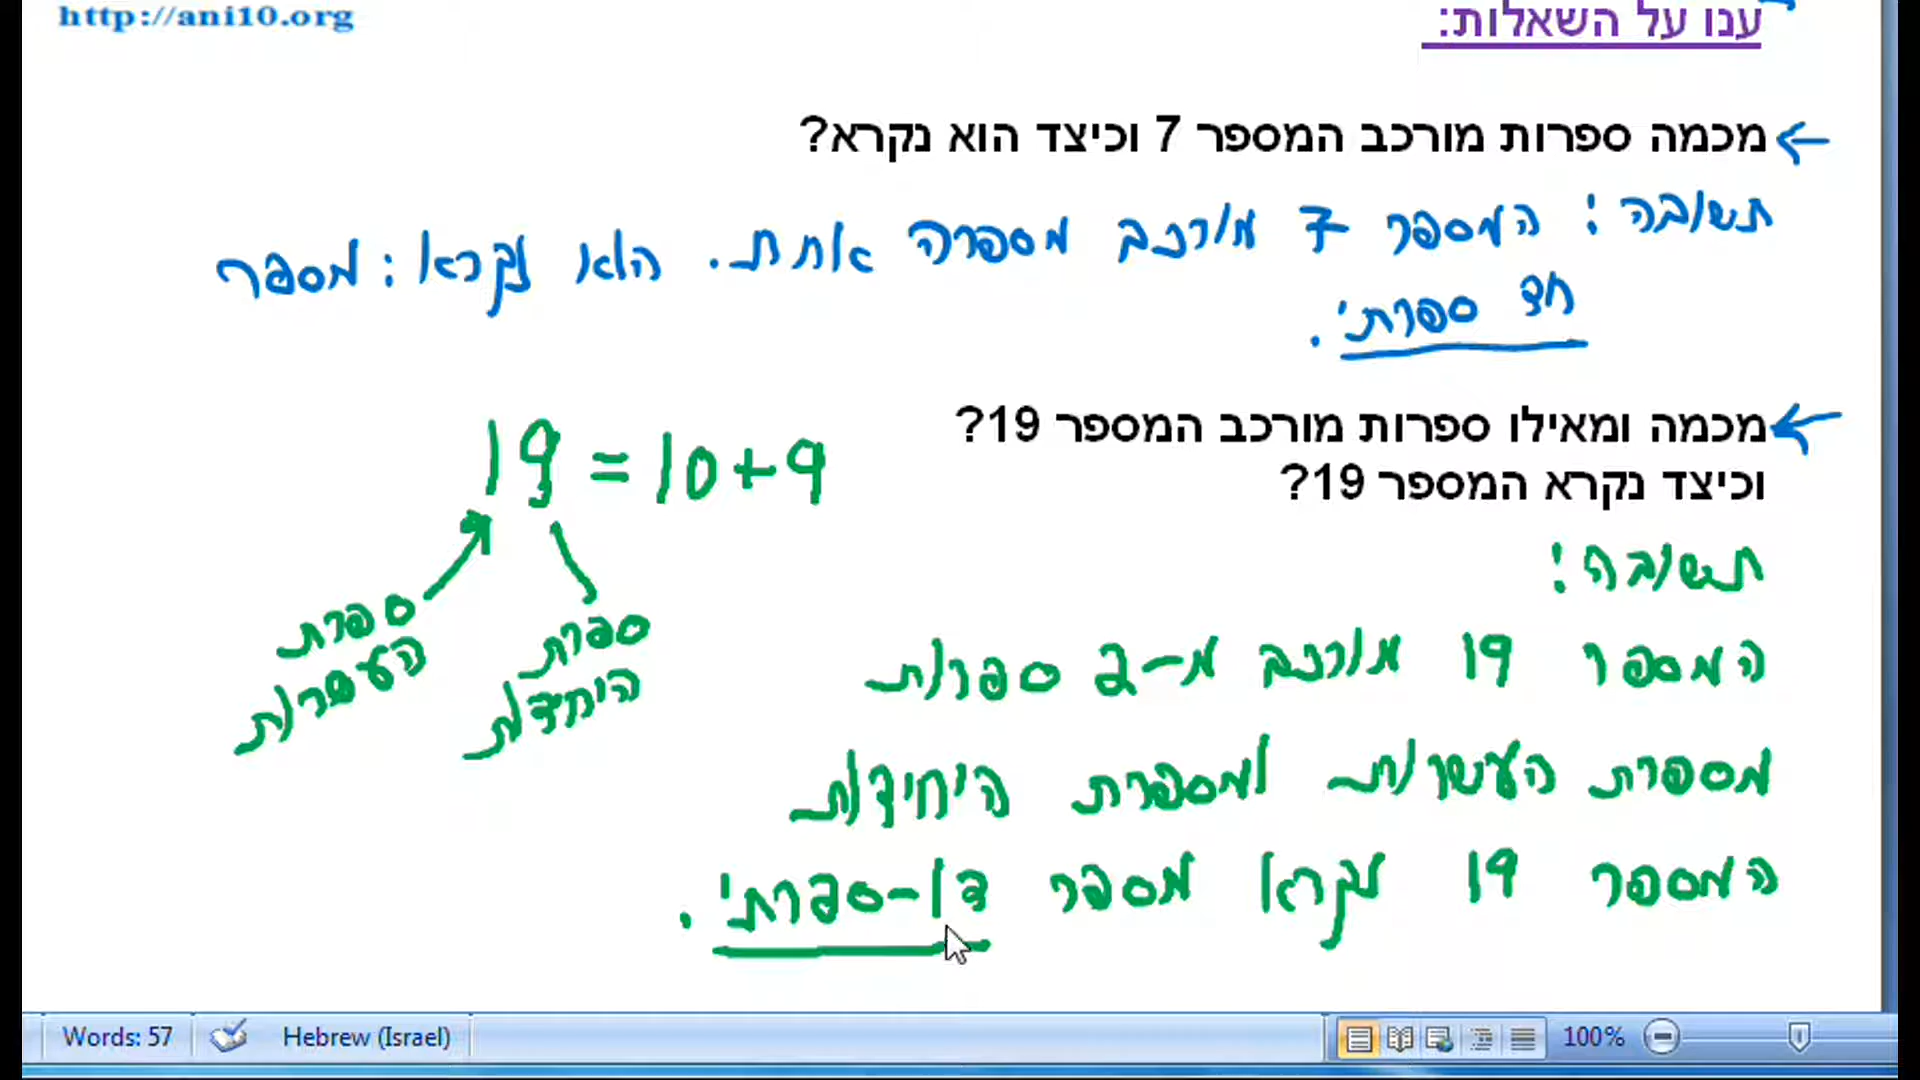 http://ani10.org
ענו על השאלות:
מכמה ספרות מורכב המספר 7 וכיצד הוא נקרא?
תשובה: המספר 7 מורכב מספרה אחת. הוא נקרא: מספר
חד ספרתי.
מכמה ומאילו ספרות מורכב המספר 19?
וכיצד נקרא המספר 19?
19 = 10 + 9
ספרת
העשרות
ספרת
היחידות
תשובה:
המספר 19 מורכב מ-2 ספרות
מספרת העשרות ומספרת היחידות
המספר 19 נקרא מספר דו-ספרתי.
Words: 57 Hebrew (Israel) 100%